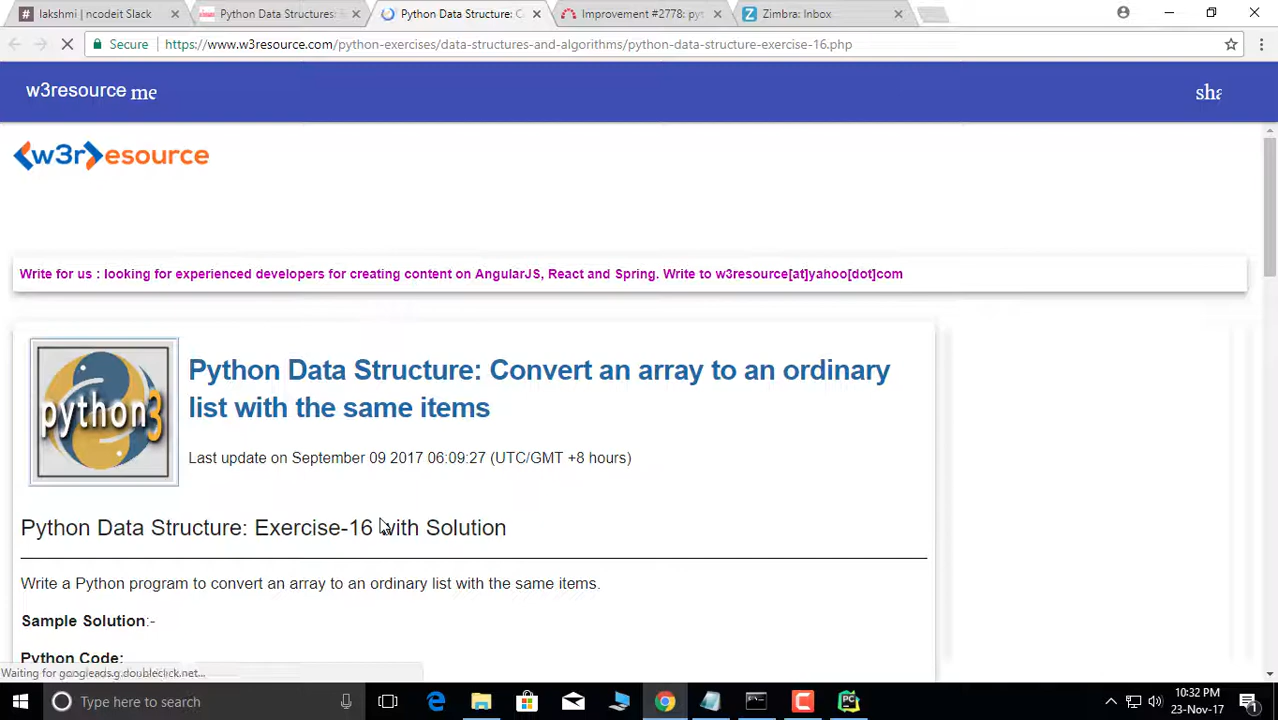 lakshmi | ncodeit Slack
Python Data Structures:
Python Data Structure: C
Improvement #2778: pyt
Zimbra: Inbox
Secure
https://www.w3resource.com/python-exercises/data-structures-and-algorithms/python-data-structure-exercise-16.php
w3resource me
sha
<w3r>esource
Write for us : looking for experienced developers for creating content on AngularJS, React and Spring. Write to w3resource[at]yahoo[dot]com
python3
Python Data Structure: Convert an array to an ordinary
list with the same items
Last update on September 09 2017 06:09:27 (UTC/GMT +8 hours)
Python Data Structure: Exercise-16 with Solution
Write a Python program to convert an array to an ordinary list with the same items.
Sample Solution:-
Python Code:
Waiting for googleads.g.doubleclick.net...
Type here to search
10:32 PM
23-Nov-17